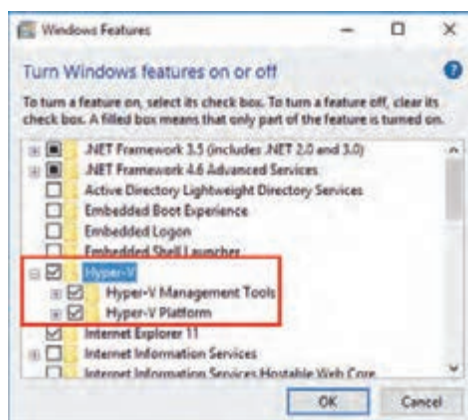 Windows Features
Turn Windows features on or off
To turn a feature on, select its check box. To turn a feature off, clear its
check box. A filled box means that only part of the feature is turned on.
.NET Framework 3.5 (includes .NET 2.0 and 3.0)
.NET Framework 4.6 Advanced Services
Active Directory Lightweight Directory Services
Embedded Boot Experience
Embedded Logon
Embedded Shell Launcher
Hyper-V
Hyper-V Management Tools
Hyper-V Platform
Internet Explorer 11
Internet Information Services
Internet Information Services Hostable Web Core
OK Cancel